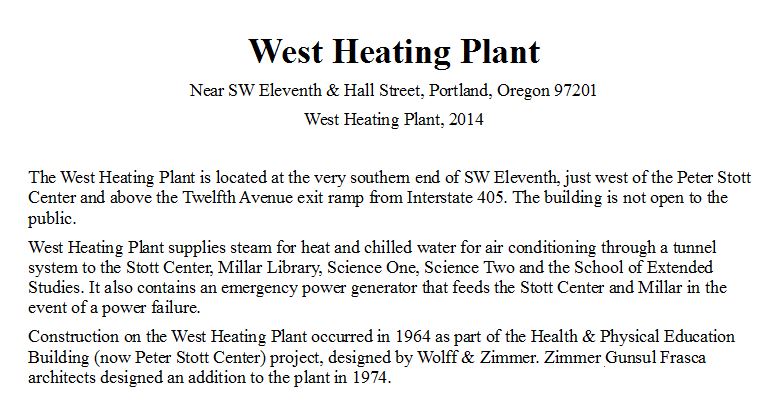 West Heating Plant
Near SW Eleventh & Hall Street, Portland, Oregon 97201
West Heating Plant, 2014
The West Heating Plant is located at the very southern end of SW Eleventh, just west of the Peter Stott
Center and above the Twelfth Avenue exit ramp from Interstate 405. The building is not open to the
public.
West Heating Plant supplies steam for heat and chilled water for air conditioning through a tunnel
system to the Stott Center, Millar Library, Science One, Science Two and the School of Extended
Studies. It also contains an emergency power generator that feeds the Stott Center and Millar in the
event of a power failure.
Construction on the West Heating Plant occurred in 1964 as part of the Health & Physical Education
Building (now Peter Stott Center) project, designed by Wolff & Zimmer. Zimmer Gunsul Frasca
architects designed an addition to the plant in 1974.